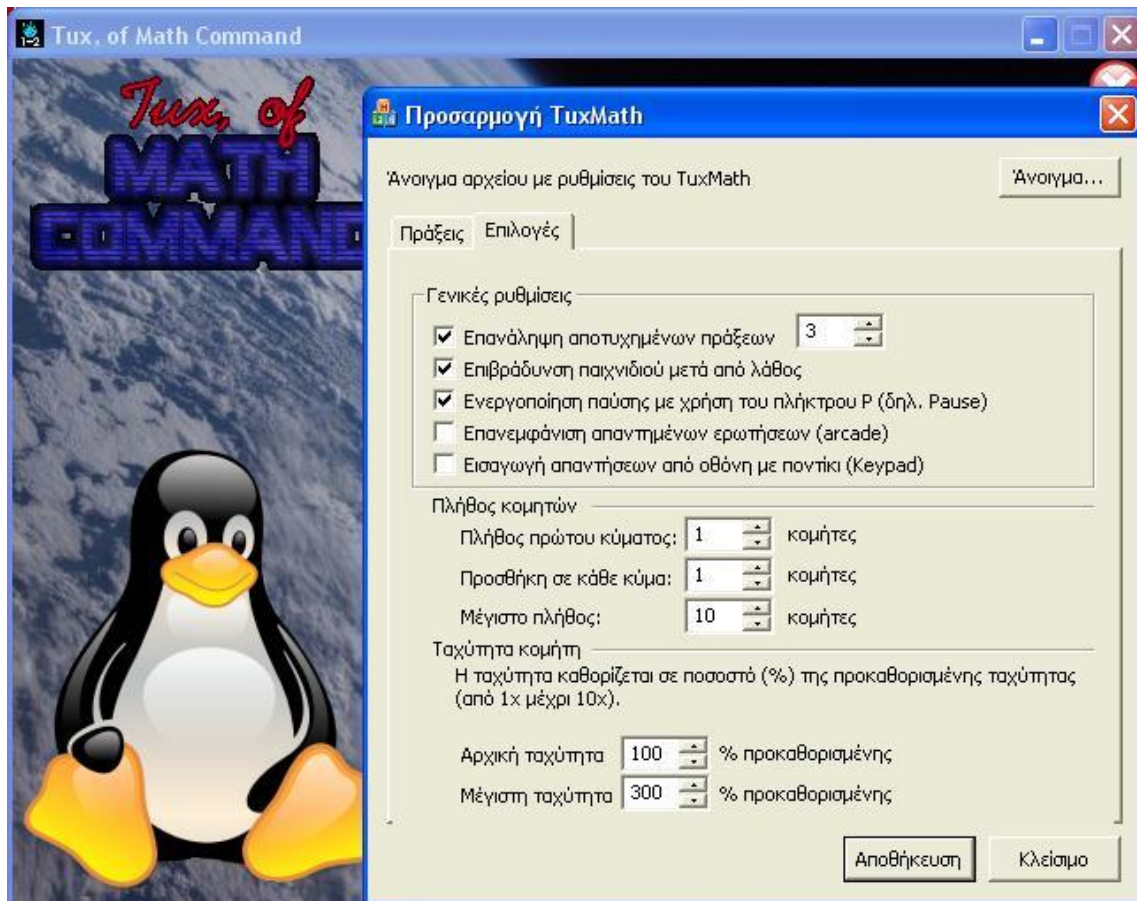 Tux, of Math Command
Tux, of
MATH
COMMAND
Προσαρμογή TuxMath
Άνοιγμα αρχείου με ρυθμίσεις του TuxMath
Άνοιγμα...
Πράξεις Επιλογές
Γενικές ρυθμίσεις
Επανάληψη αποτυχημένων πράξεων 3
Επιβράδυνση παιχνιδιού μετά από λάθος
Ενεργοποίηση παύσης με χρήση του πλήκτρου P (δηλ. Pause)
Επανεμφάνιση απαντημένων ερωτήσεων (arcade)
Εισαγωγή απαντήσεων από οθόνη με ποντίκι (Keypad)
Πλήθος κομητών
Πλήθος πρώτου κύματος: 1 κομήτες
Προσθήκη σε κάθε κύμα: 1 κομήτες
Μέγιστο πλήθος: 10 κομήτες
Ταχύτητα κομήτη
Η ταχύτητα καθορίζεται σε ποσοστό (%) της προκαθορισμένης ταχύτητας
(από 1x μέχρι 10x).
Αρχική ταχύτητα 100 % προκαθορισμένης
Μέγιστη ταχύτητα 300 % προκαθορισμένης
Αποθήκευση Κλείσιμο